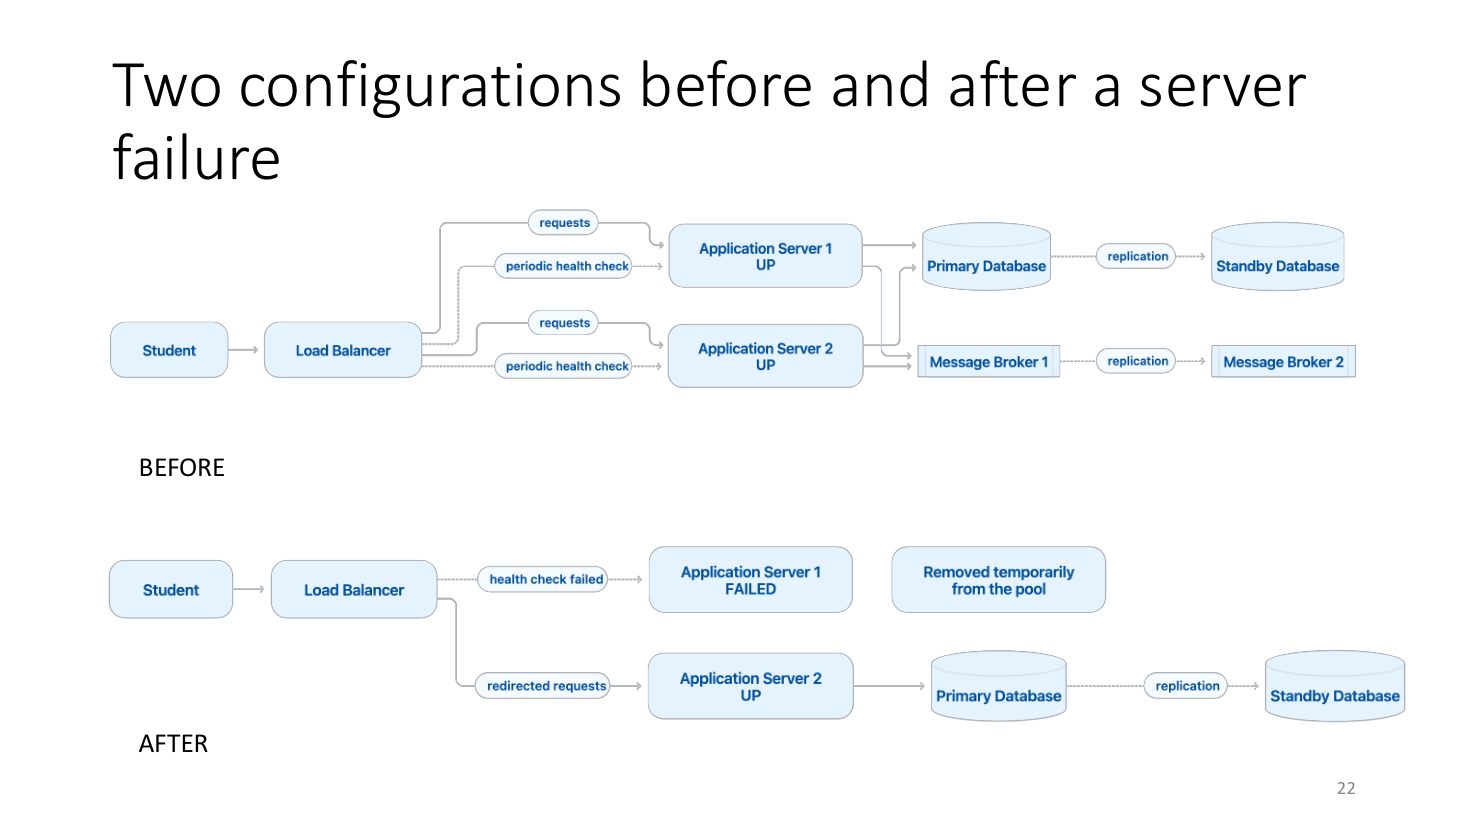 Two configurations before and after a server
failure
requests
periodic health check
Application Server 1
UP
Primary Database
replication
Standby Database
Student
Load Balancer
requests
periodic health check
Application Server 2
UP
Message Broker 1
replication
Message Broker 2
BEFORE
Student
Load Balancer
health check failed
Application Server 1
FAILED
Removed temporarily
from the pool
redirected requests
Application Server 2
UP
Primary Database
replication
Standby Database
AFTER
22